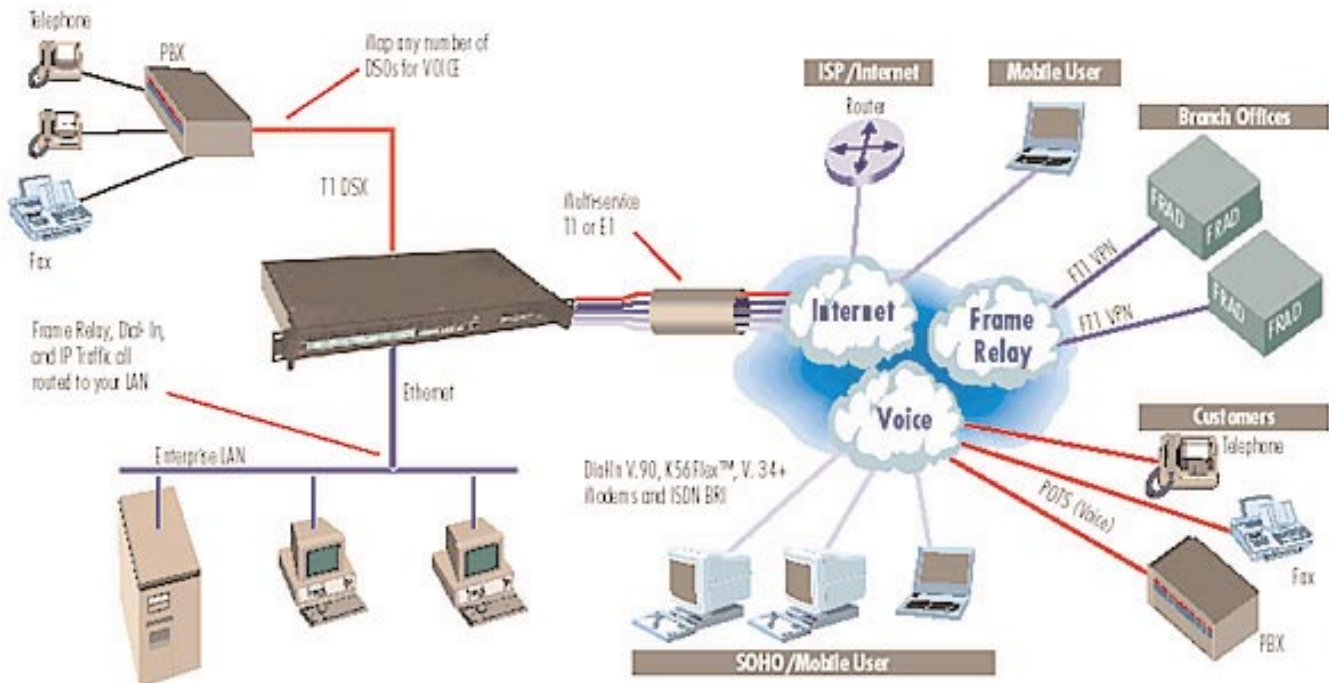 Telephone
PBX
Map any number of
DSOs for VOICE
ISP/Internet
Mobile User
Router
Branch Offices
T1 DSX
Multi-service
T1 or E1
Fax
FRAD
FRAD
FRAD
FRAD
FT1 VPN
FT1 VPN
Internet
Frame
Relay
Voice
Frame Relay, Dial-In,
and IP Traffic all
routed to your LAN
Ethernet
Enterprise LAN
Customers
Telephone
Dial-In V.90, K56Flex™, V. 34+
Modems and ISDN BRI
POTS (Voice)
Fax
PBX
SOHO/Mobile User